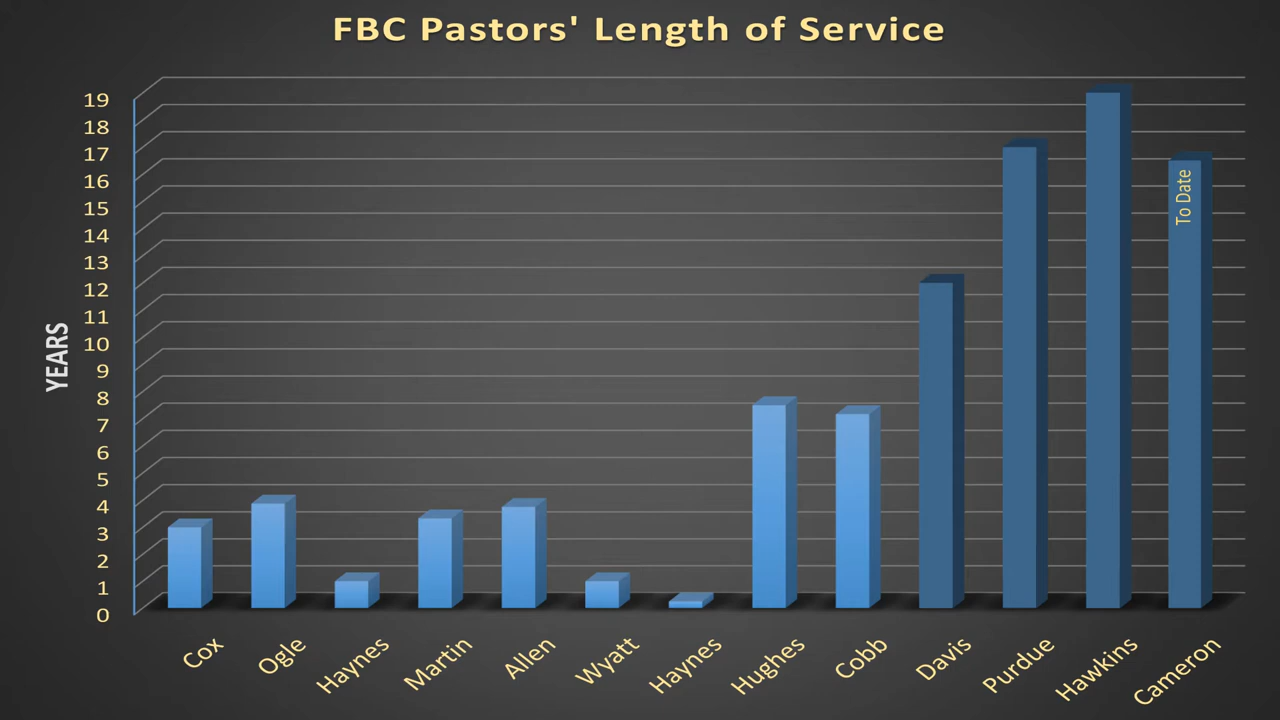 FBC Pastors' Length of Service
YEARS
19
18
17
16
15
14
13
12
11
10
9
8
7
6
5
4
3
2
1
0
To Date
Cox
Ogle
Haynes
Martin
Allen
Wyatt
Haynes
Hughes
Cobb
Davis
Purdue
Hawkins
Cameron